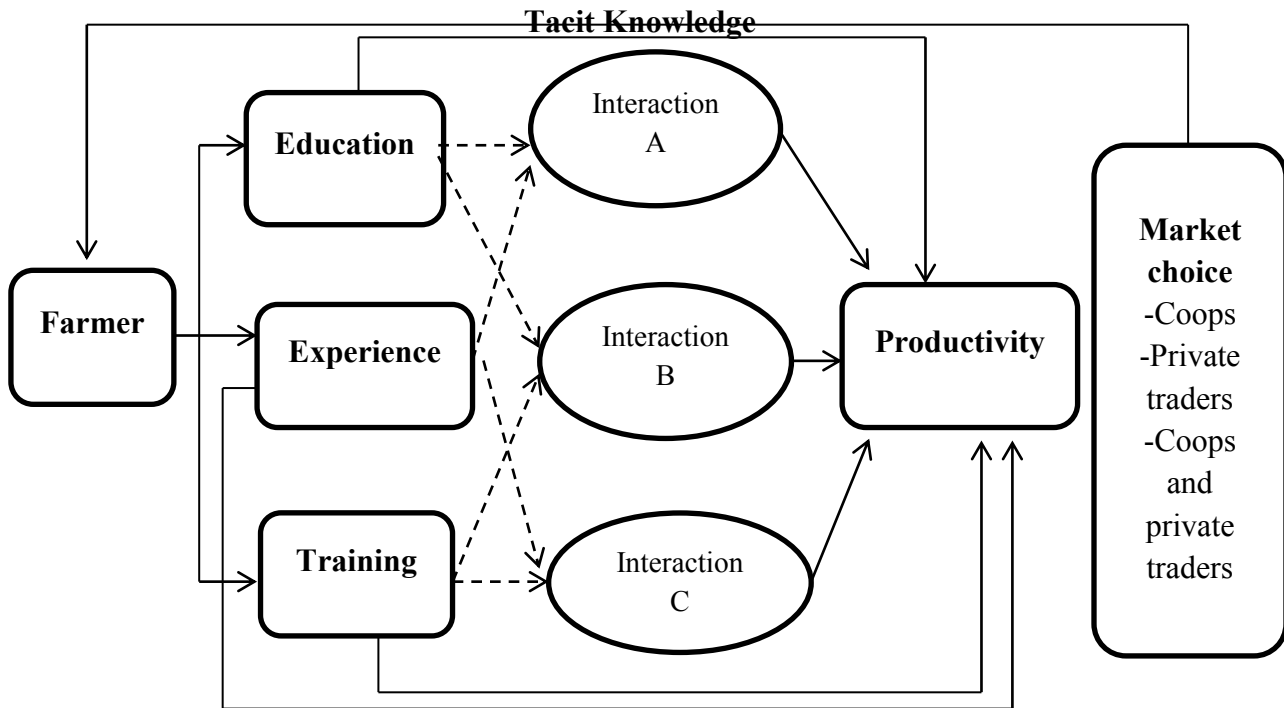 Tacit Knowledge
Education
Interaction
A
Farmer
Experience
Interaction
B
Productivity
Market
choice
-Coops
-Private
traders
-Coops
and
private
traders
Training
Interaction
C